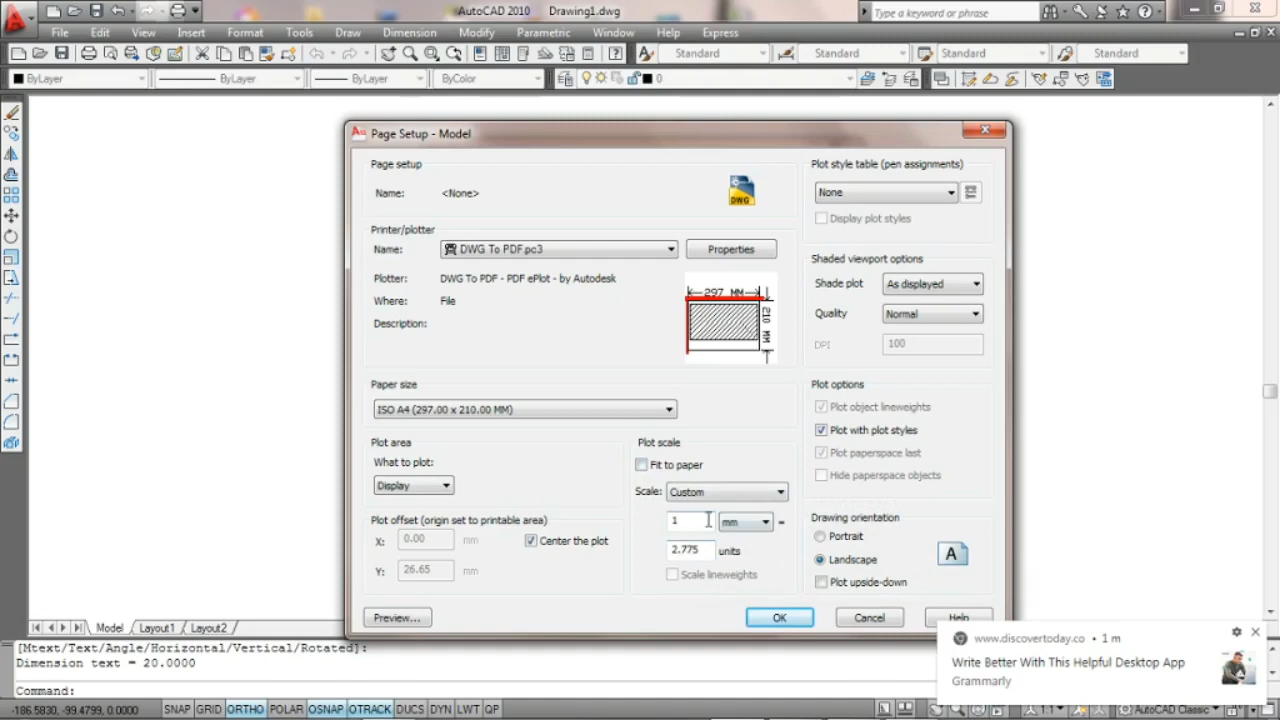 AutoCAD 2010 Drawing1.dwg
Type a keyword or phrase
File Edit View Insert Format Tools Draw Dimension Modify Parametric Window Help Express
Standard Standard Standard Standard
ByLayer ByLayer ByLayer ByColor 0
Page Setup - Model
Page setup
Name: <None>
DWG
Printer/plotter
Name: DWG To PDF.pc3 Properties
Plotter: DWG To PDF - PDF ePlot - by Autodesk
Where: File
Description:
297 MM
210 MM
Paper size
ISO A4 (297.00 x 210.00 MM)
Plot area
What to plot:
Display
Plot offset (origin set to printable area)
X: 0.00 mm Center the plot
Y: 26.65 mm
Plot scale
Fit to paper
Scale: Custom
1 mm =
2.775 units
Scale lineweights
Plot style table (pen assignments)
None
Display plot styles
Shaded viewport options
Shade plot As displayed
Quality Normal
DPI 100
Plot options
Plot object lineweights
Plot with plot styles
Plot paperspace last
Hide paperspace objects
Drawing orientation
Portrait
Landscape
A
Plot upside-down
Preview... OK Cancel Help
Model Layout1 Layout2
[Mtext/Text/Angle/Horizontal/Vertical/Rotated]:
Dimension text = 20.0000
Command:
www.discovertoday.co • 1 m
Write Better With This Helpful Desktop App
Grammarly
-186.5830, -99.4799, 0.0000 SNAP GRID ORTHO POLAR OSNAP OTRACK DUCS DYN LWT QP
1:1 AutoCAD Classic